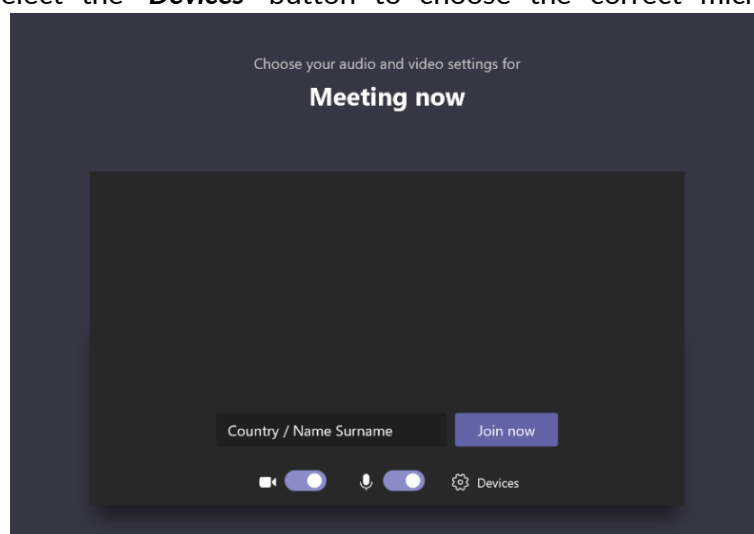 the "Devices" button to choose the correct
Choose your audio and video settings for
Meeting now
Country / Name Surname
Join now
Devices